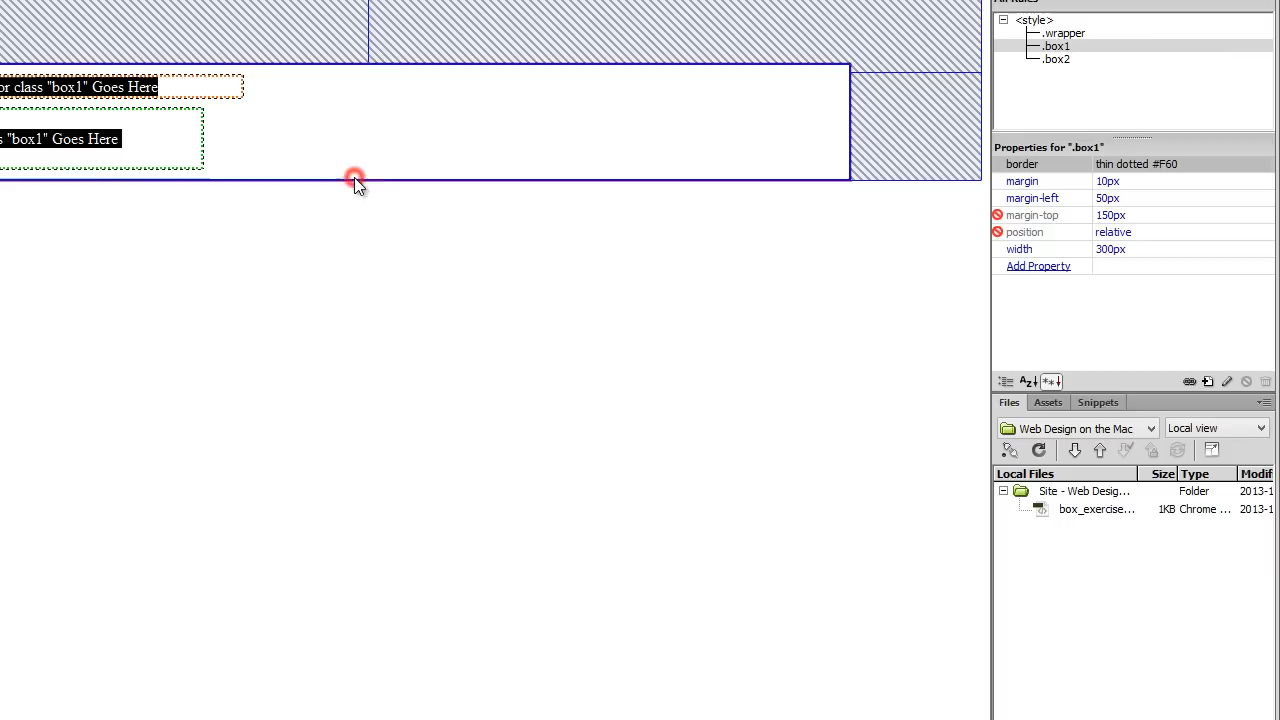 <style>
.wrapper
.box1
.box2
or class "box1" Goes Here
"box1" Goes Here
Properties for ".box1"
border thin dotted #F60
margin 10px
margin-left 50px
margin-top 150px
position relative
width 300px
Add Property
Files Assets Snippets
Web Design on the Mac Local view
Local Files Size Type Modif
Site - Web Desig... Folder 2013-1
box_exercise... 1KB Chrome ... 2013-1